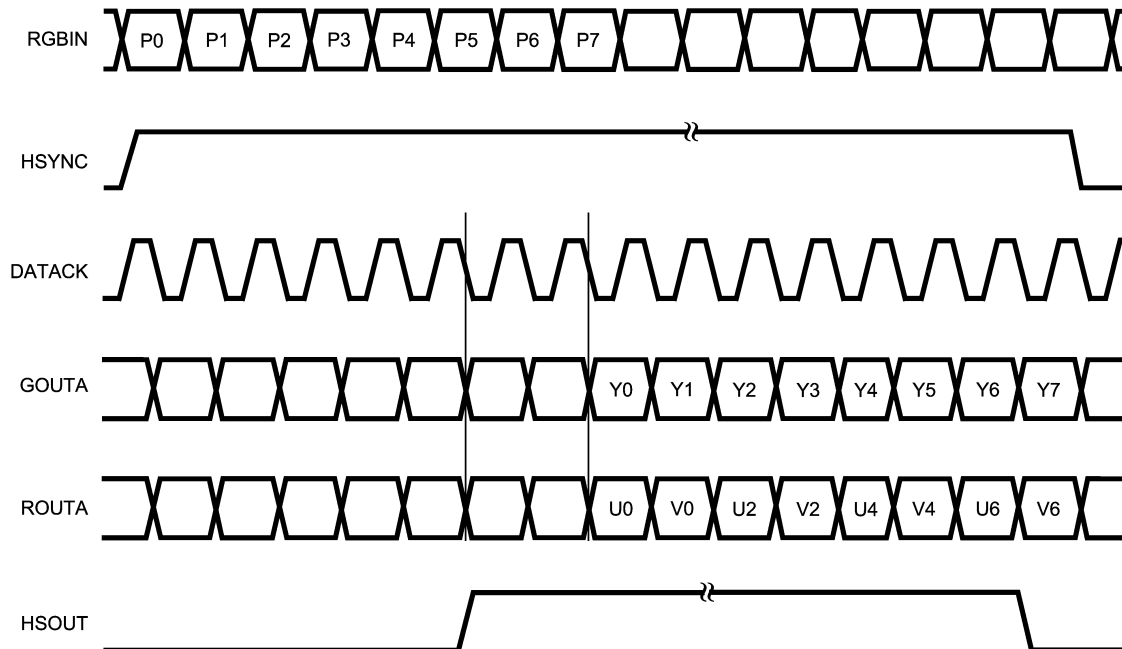 RGBIN P0 P1 P2 P3 P4 P5 P6 P7
HSYNC
DATACK
GOUTA Y0 Y1 Y2 Y3 Y4 Y5 Y6 Y7
ROUTA U0 V0 U2 V2 U4 V4 U6 V6
HSOUT